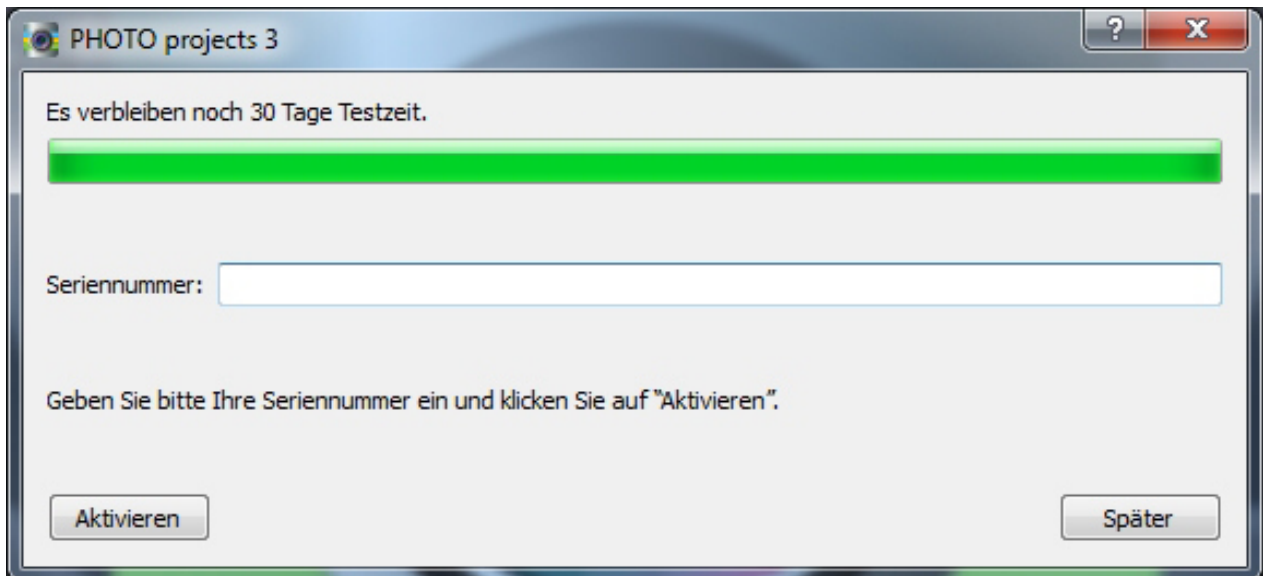 PHOTO projects 3
Es verbleiben noch 30 Tage Testzeit.
Seriennummer:
Geben Sie bitte Ihre Seriennummer ein und klicken Sie auf “Aktivieren”.
Aktivieren
Später